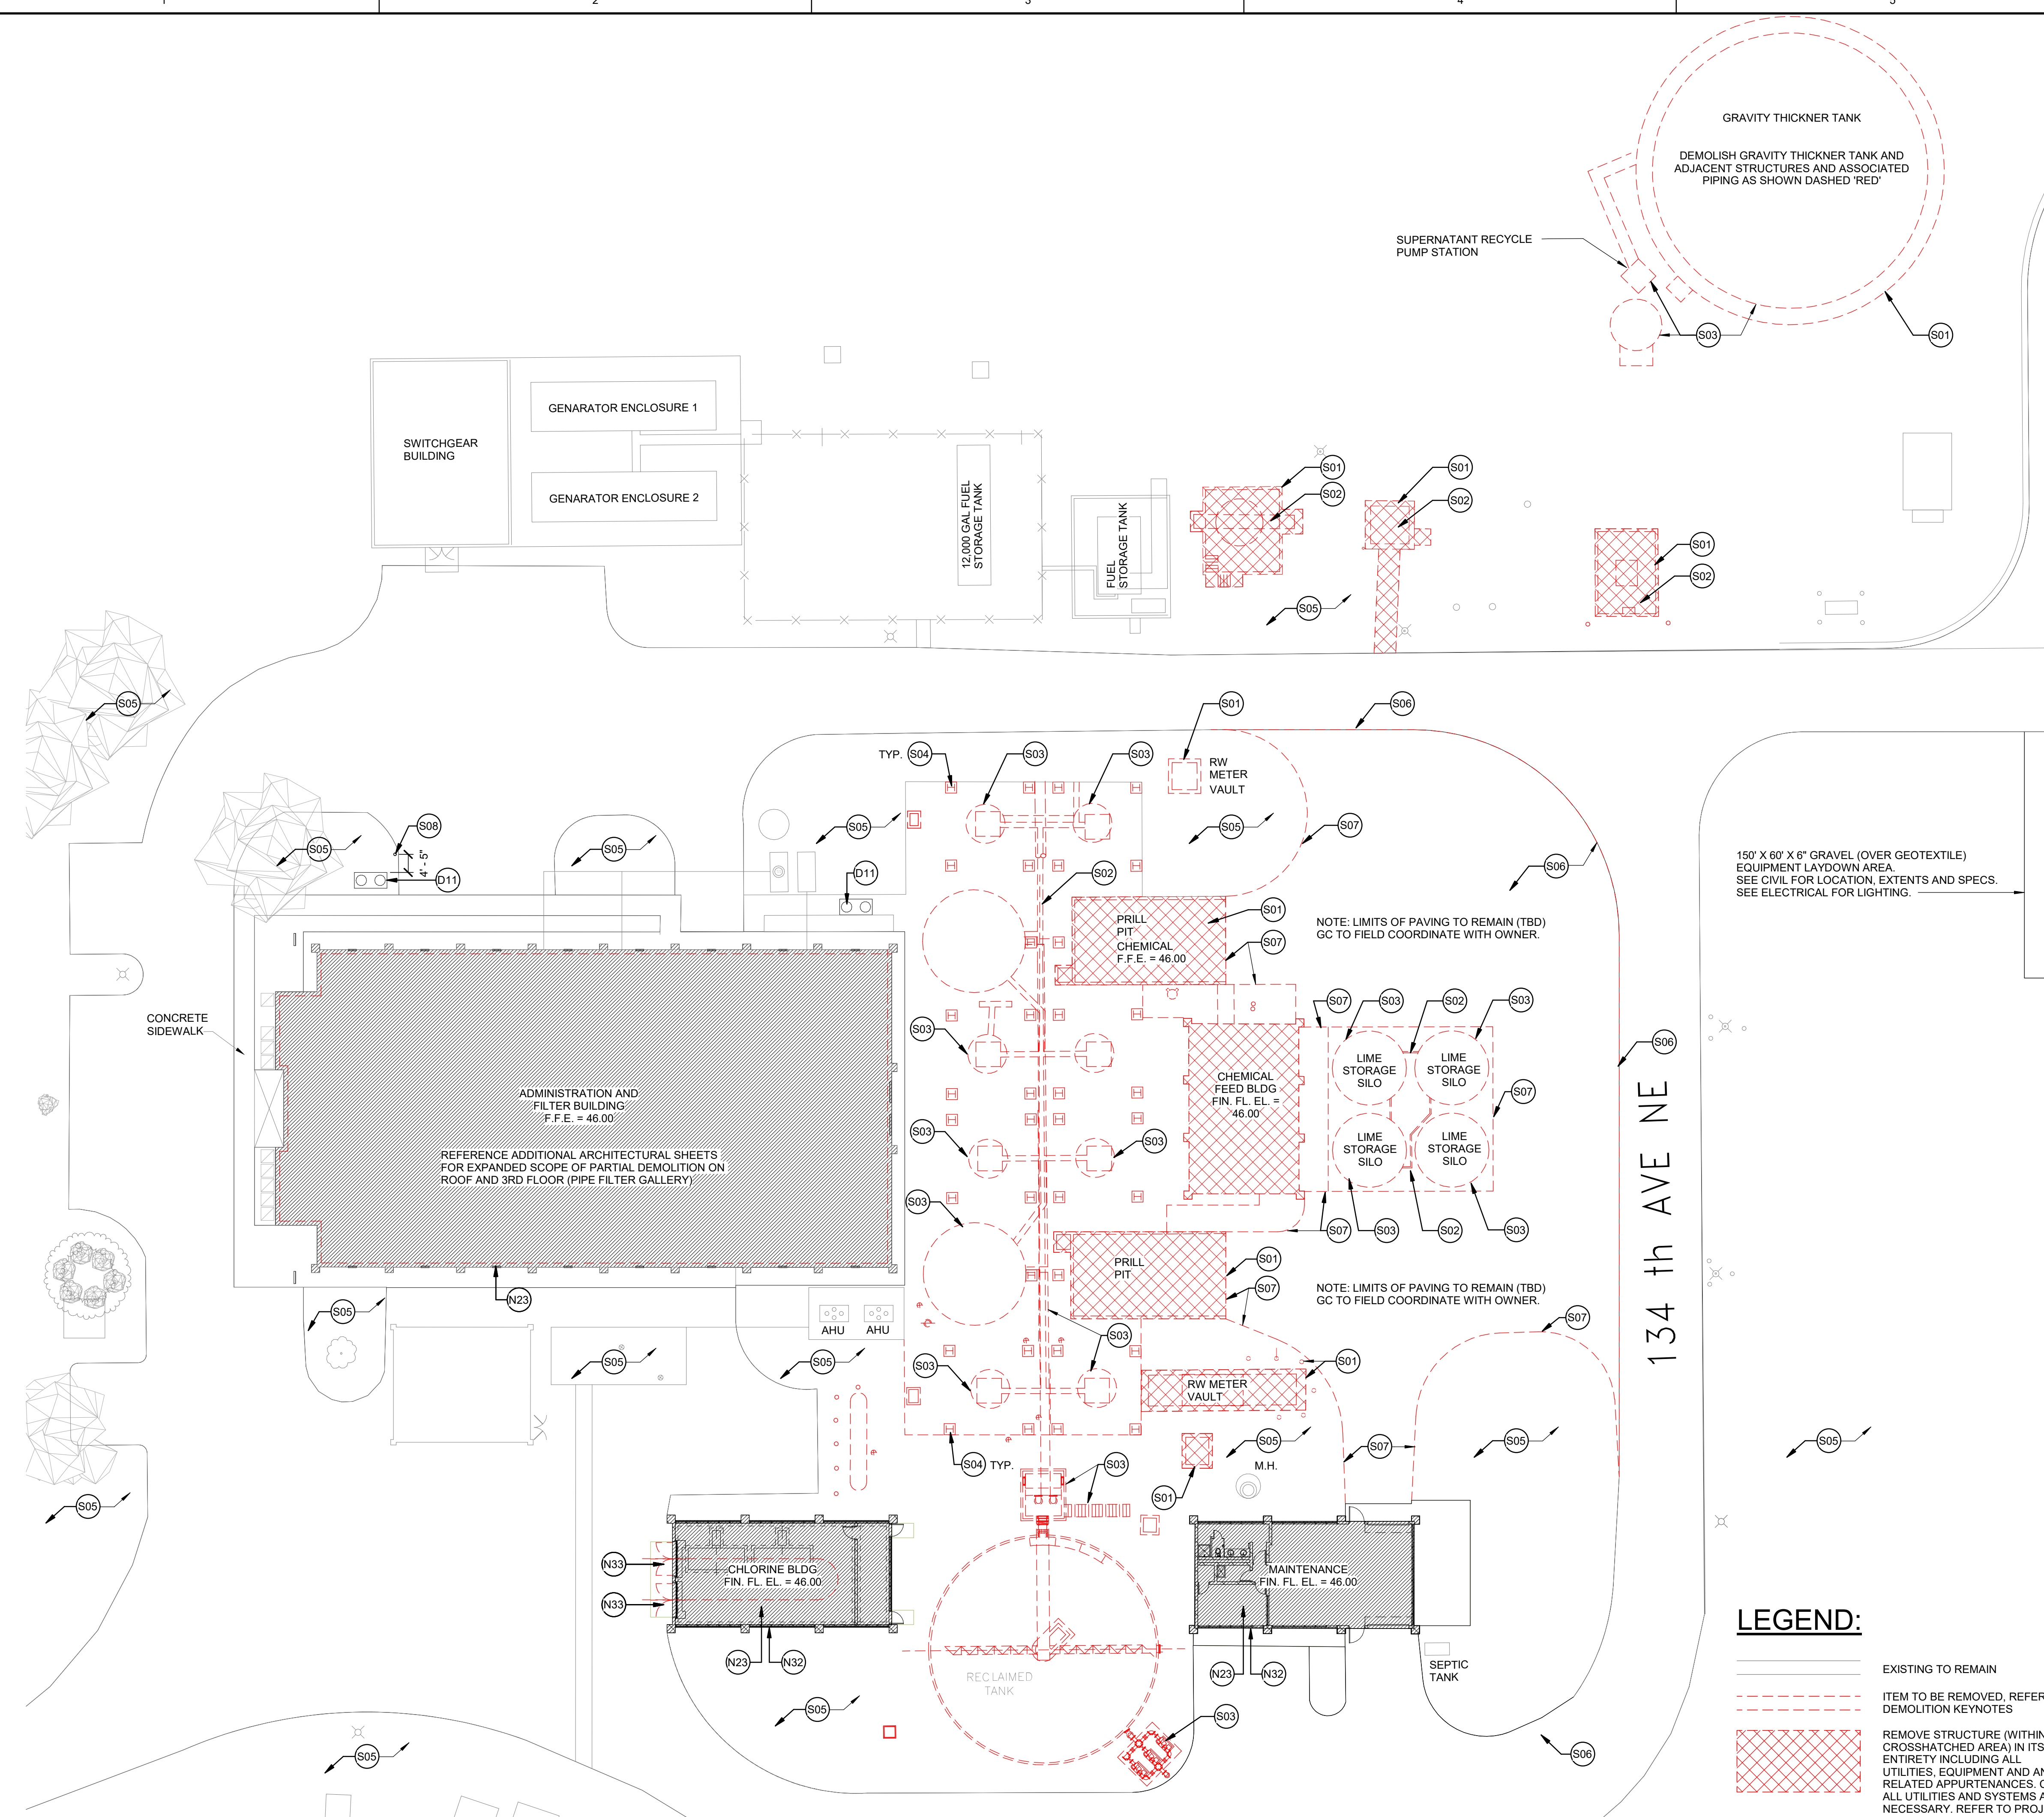 1
2
3
4
5
GRAVITY THICKNER TANK
DEMOLISH GRAVITY THICKNER TANK AND
ADJACENT STRUCTURES AND ASSOCIATED
PIPING AS SHOWN DASHED 'RED'
SUPERNATANT RECYCLE
PUMP STATION
S03
S01
SWITCHGEAR
BUILDING
GENARATOR ENCLOSURE 1
GENARATOR ENCLOSURE 2
12,000 GAL FUEL
STORAGE TANK
FUEL
STORAGE TANK
S01
S02
S01
S02
S01
S02
S05
S05
S01
S06
TYP.
S04
S03
S03
RW
METER
VAULT
S08
S05
S05
S05
S05
S07
4' - 5"
D11
D11
S02
S06
150' X 60' X 6" GRAVEL (OVER GEOTEXTILE)
EQUIPMENT LAYDOWN AREA.
SEE CIVIL FOR LOCATION, EXTENTS AND SPECS.
SEE ELECTRICAL FOR LIGHTING.
PRILL
PIT
CHEMICAL
F.F.E. = 46.00
S01
S07
NOTE: LIMITS OF PAVING TO REMAIN (TBD)
GC TO FIELD COORDINATE WITH OWNER.
CONCRETE
SIDEWALK
S03
S07
S03
S02
S03
S06
ADMINISTRATION AND
FILTER BUILDING
F.F.E. = 46.00
REFERENCE ADDITIONAL ARCHITECTURAL SHEETS
FOR EXPANDED SCOPE OF PARTIAL DEMOLITION ON
ROOF AND 3RD FLOOR (PIPE FILTER GALLERY)
CHEMICAL
FEED BLDG
FIN. FL. EL. =
46.00
LIME
STORAGE
SILO
LIME
STORAGE
SILO
LIME
STORAGE
SILO
LIME
STORAGE
SILO
S07
134 th AVE NE
S03
S03
S03
S07
S03
S02
S03
PRILL
PIT
S01
S07
NOTE: LIMITS OF PAVING TO REMAIN (TBD)
GC TO FIELD COORDINATE WITH OWNER.
N23
S05
AHU
AHU
S07
S03
S05
S05
S03
S01
RW METER
VAULT
S04
TYP.
S03
S05
M.H.
S07
S05
S05
S01
S05
N33
N33
CHLORINE BLDG
FIN. FL. EL. = 46.00
MAINTENANCE
FIN. FL. EL. = 46.00
N23
N32
RECLAIMED
TANK
N23
N32
SEPTIC
TANK
S05
S03
S05
S06
LEGEND:
EXISTING TO REMAIN
ITEM TO BE REMOVED, REFER
DEMOLITION KEYNOTES
REMOVE STRUCTURE (WITHIN
CROSSHATCHED AREA) IN ITS
ENTIRETY INCLUDING ALL
UTILITIES, EQUIPMENT AND
RELATED APPURTENANCES.
ALL UTILITIES AND SYSTEMS
NECESSARY. REFER TO